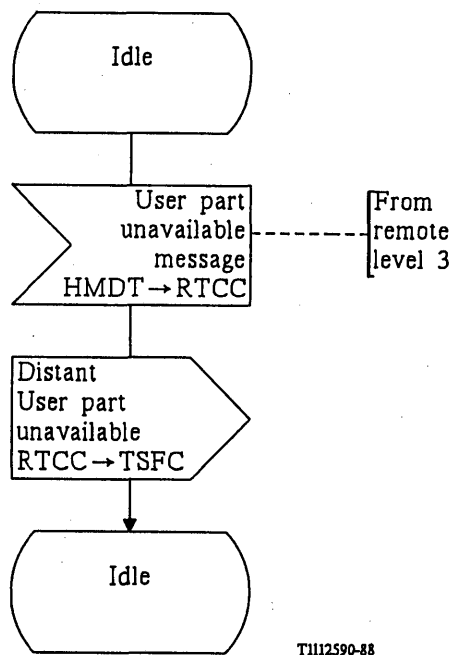 Idle
User part
unavailable
message
HMDT → RTCC
From
remote
level 3
Distant
User part
unavailable
RTCC → TSFC
Idle
T1112590-88